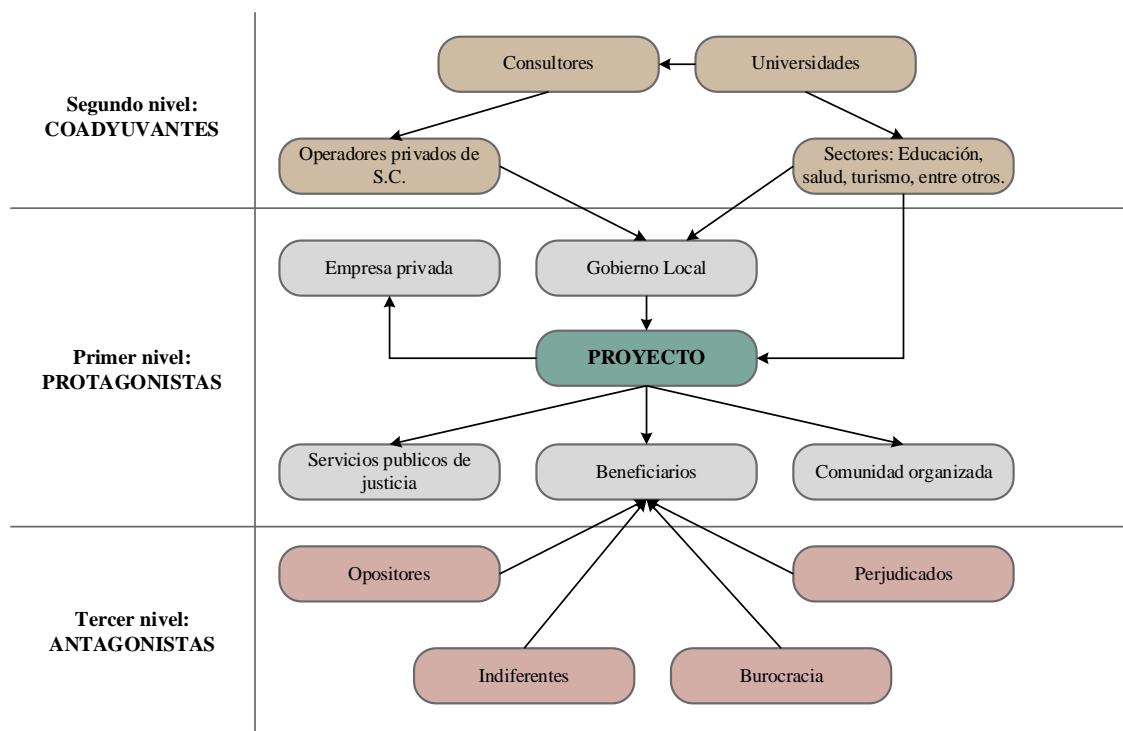 Segundo nivel:
COADYUVANTES
Consultores
Universidades
Operadores privados de
S.C.
Sectores: Educación,
salud, turismo, entre otros.
Primer nivel:
PROTAGONISTAS
Empresa privada
Gobierno Local
PROYECTO
Servicios publicos de
justicia
Beneficiarios
Comunidad organizada
Tercer nivel:
ANTAGONISTAS
Opositores
Perjudicados
Indiferentes
Burocracia